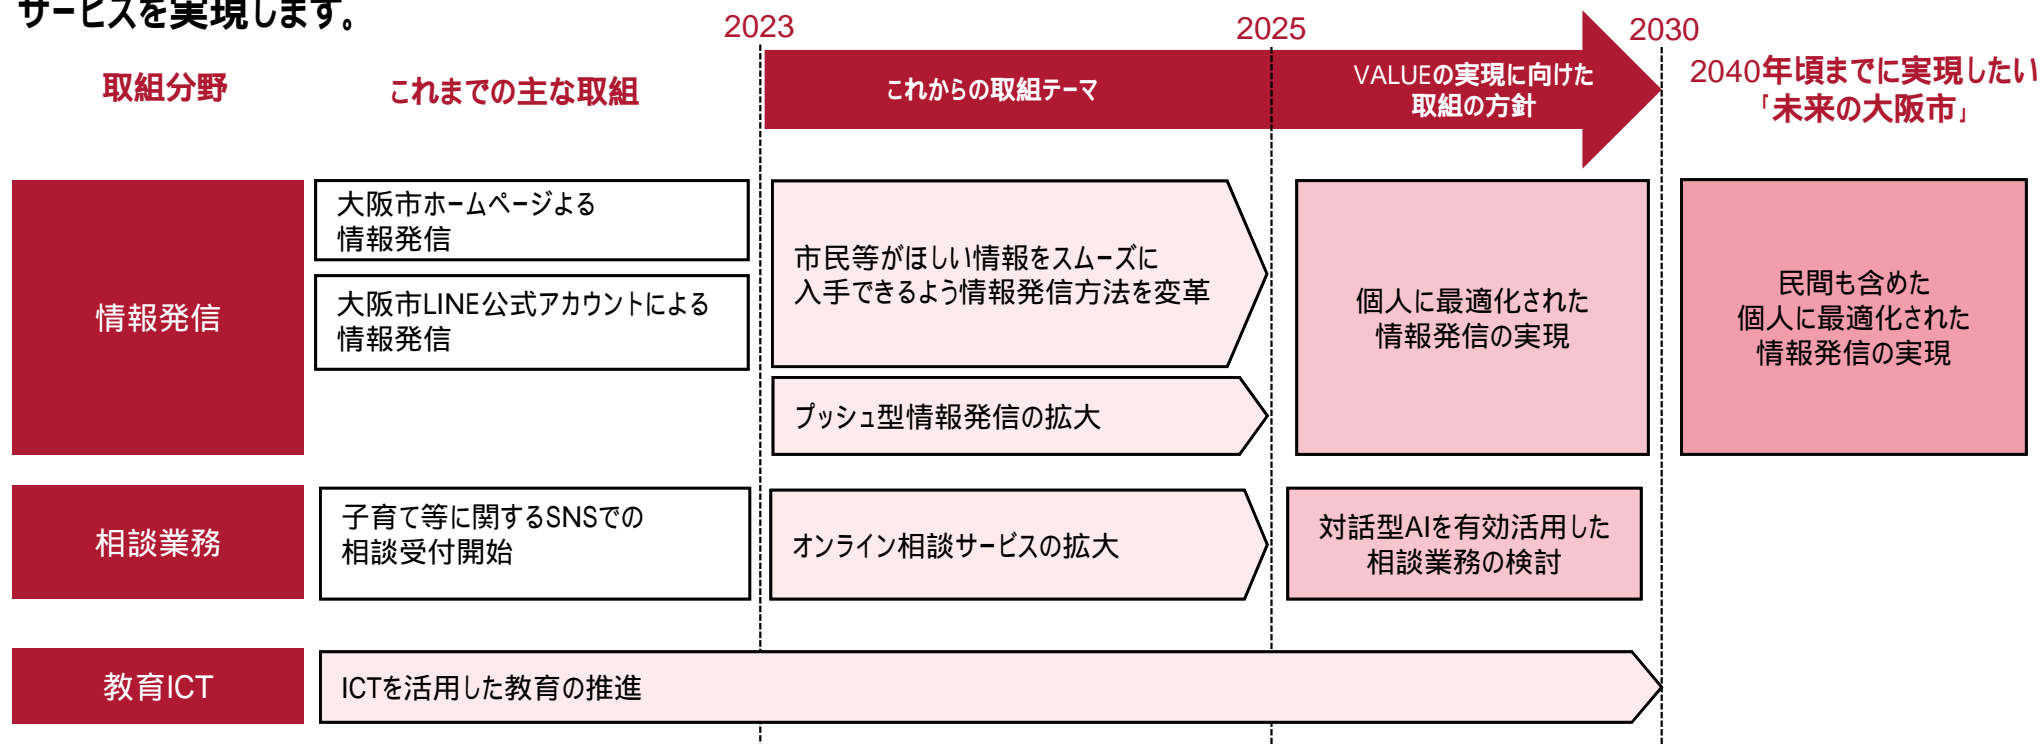 サービスを実現します。
2023
2025
2030
取組分野
これまでの主な取組
これからの取組テーマ
VALUEの実現に向けた
取組の方針
2040年頃までに実現したい
「未来の大阪市」
情報発信
大阪市ホームページよる
情報発信
大阪市LINE公式アカウントによる
情報発信
市民等がほしい情報をスムーズに
入手できるよう情報発信方法を変革
プッシュ型情報発信の拡大
個人に最適化された
情報発信の実現
民間も含めた
個人に最適化された
情報発信の実現
相談業務
子育て等に関するSNSでの
相談受付開始
オンライン相談サービスの拡大
対話型AIを有効活用した
相談業務の検討
教育ICT
ICTを活用した教育の推進